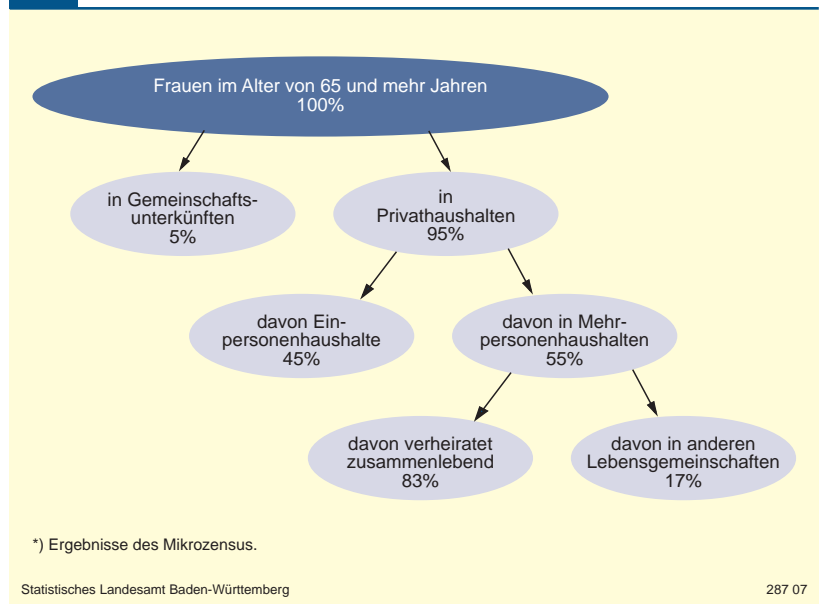 Frauen im Alter von 65 und mehr Jahren
100%
in Gemeinschafts-
unterkünften
5%
in
Privathaushalten
95%
davon Ein-
personenhaushalte
45%
davon in Mehr-
personenhaushalten
55%
davon verheiratet
zusammenlebend
83%
davon in anderen
Lebensgemeinschaften
17%
*) Ergebnisse des Mikrozensus.
Statistisches Landesamt Baden-Württemberg 287 07